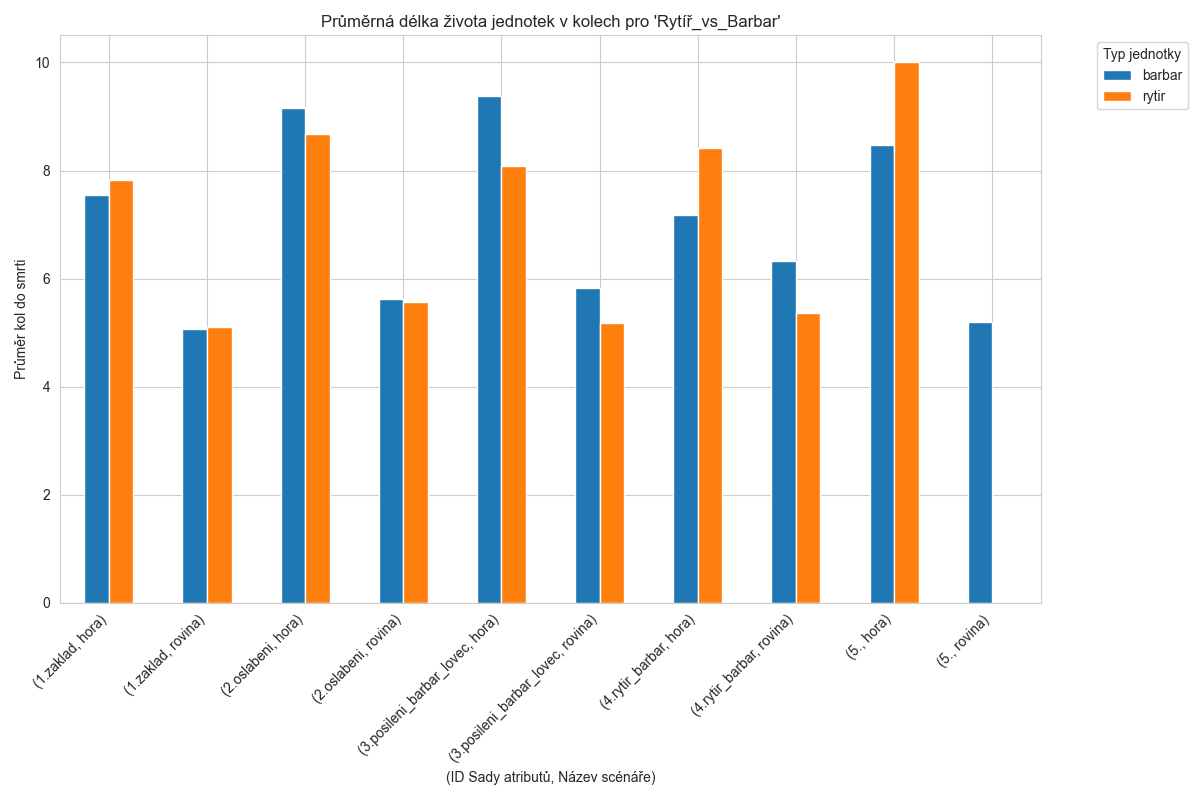 Průměrná délka života jednotek v kolech pro 'Rytíř_vs_Barbar'
Typ jednotky
barbar
rytir
Průměr kol do smrti
10
8
6
4
2
0
(1.zaklad, hora)
(1.zaklad, rovina)
(2.oslabeni, hora)
(2.oslabeni, rovina)
(3.posileni_barbar_lovec, hora)
(3.posileni_barbar_lovec, rovina)
(4.rytir_barbar, hora)
(4.rytir_barbar, rovina)
(5., hora)
(5., rovina)
(ID Sady atributů, Název scénáře)